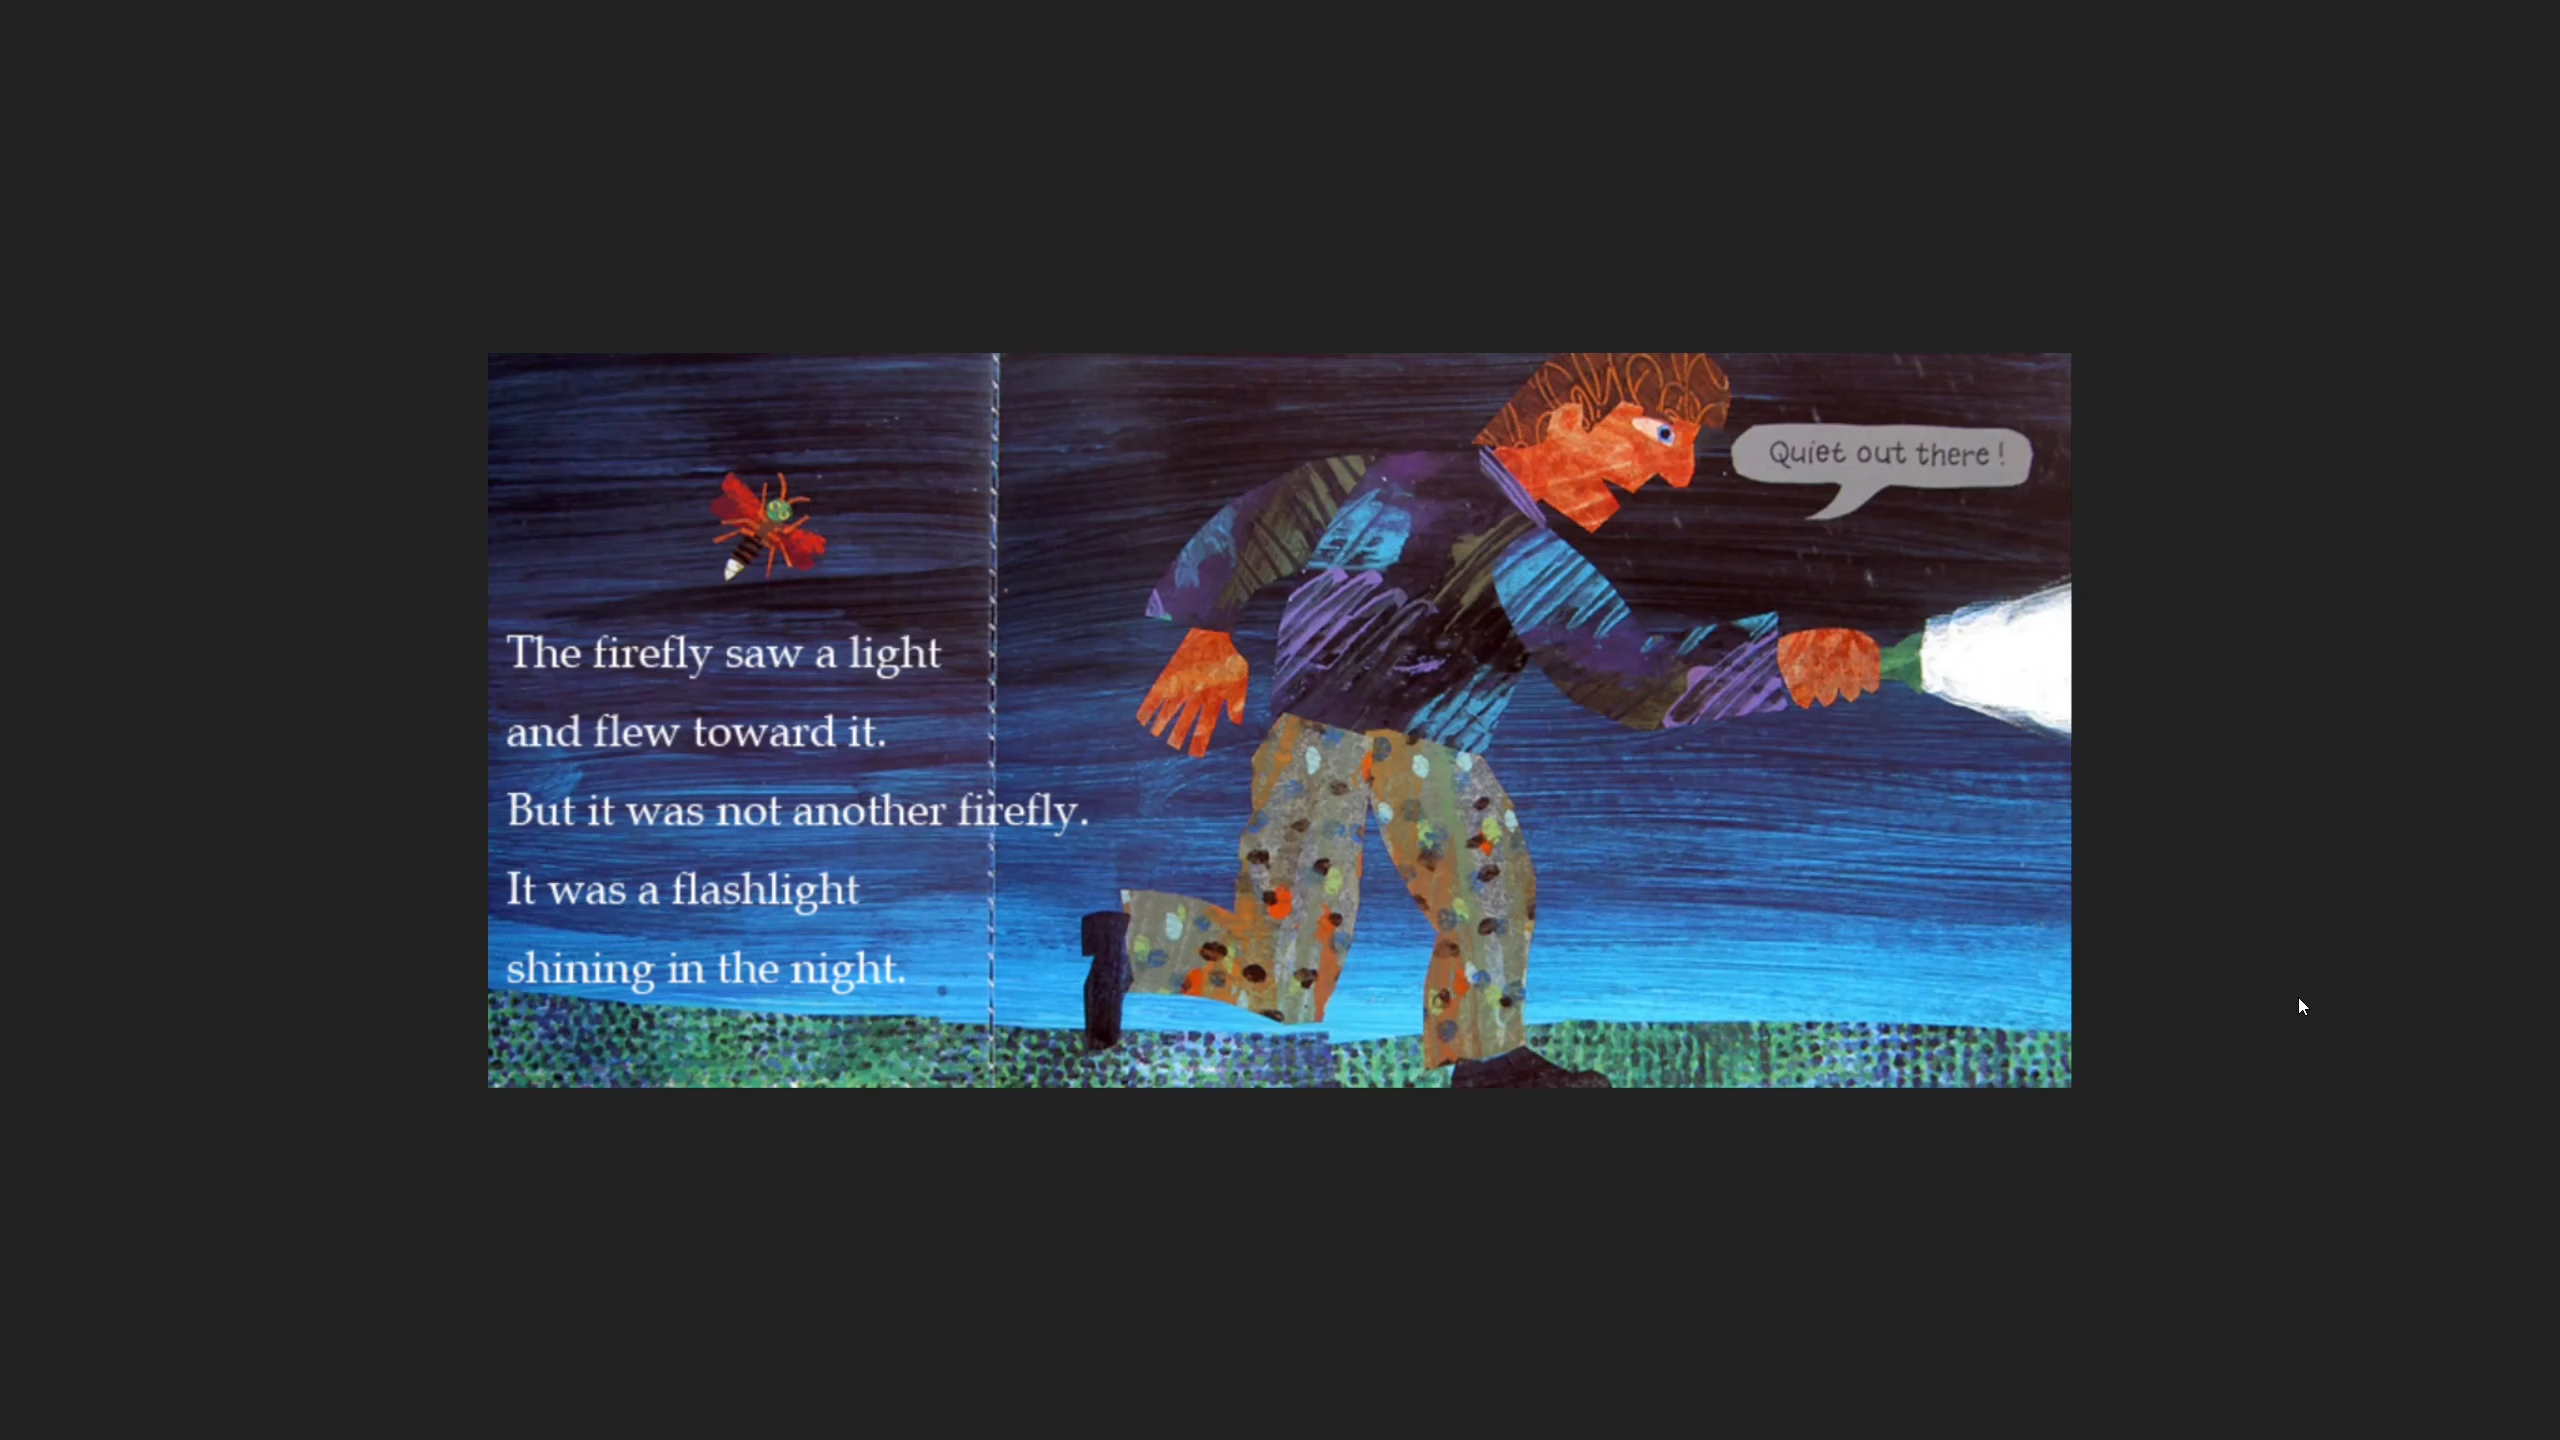 The firefly saw a light
and flew toward it.
But it was not another firefly.
It was a flashlight
shining in the night.
Quiet out there!